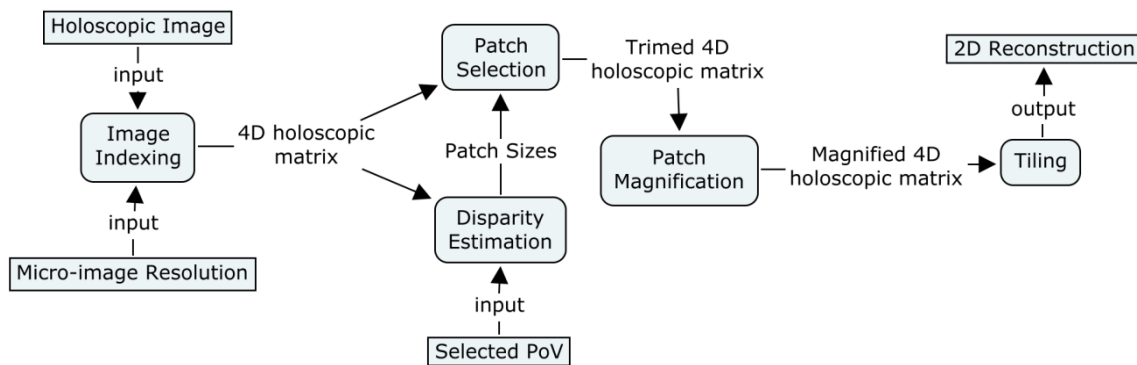 Holoscopic Image
input
Image
Indexing
input
Micro-image Resolution
4D holoscopic
matrix
Patch
Selection
Patch Sizes
Disparity
Estimation
input
Selected PoV
Trimed 4D
holoscopic matrix
Patch
Magnification
Magnified 4D
holoscopic matrix
Tiling
output
2D Reconstruction